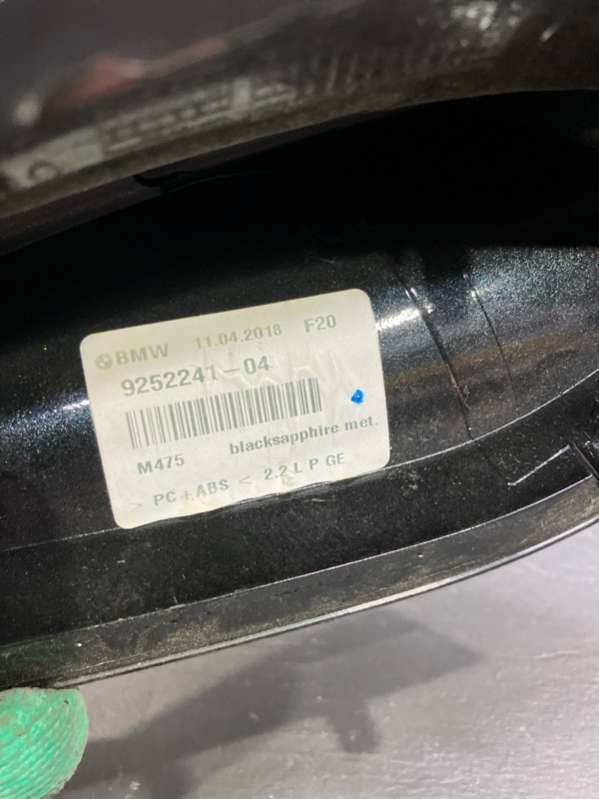 BMW 11.04.2018 F20
9252241-04
M475 blacksapphire met.
> PC+ABS < 2.2 L P GE